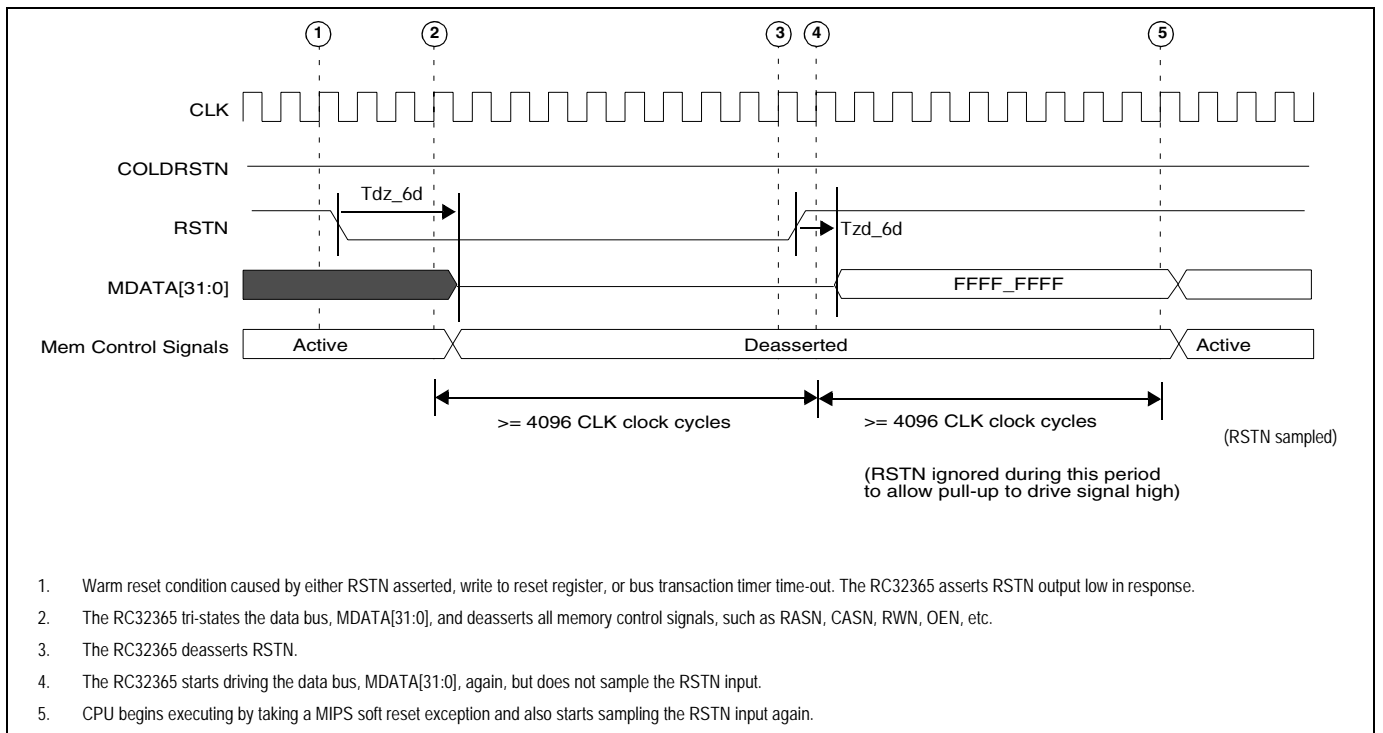 1 2 3 4 5
CLK
COLDRSTN
Tdz_6d
RSTN
Tzd_6d
MDATA[31:0]
FFFF_FFFF
Mem Control Signals
Active
Deasserted
Active
>= 4096 CLK clock cycles
>= 4096 CLK clock cycles
(RSTN sampled)
(RSTN ignored during this period
to allow pull-up to drive signal high)
1. Warm reset condition caused by either RSTN asserted, write to reset register, or bus transaction timer time-out. The RC32365 asserts RSTN output low in response.
2. The RC32365 tri-states the data bus, MDATA[31:0], and deasserts all memory control signals, such as RASN, CASN, RWN, OEN, etc.
3. The RC32365 deasserts RSTN.
4. The RC32365 starts driving the data bus, MDATA[31:0], again, but does not sample the RSTN input.
5. CPU begins executing by taking a MIPS soft reset exception and also starts sampling the RSTN input again.